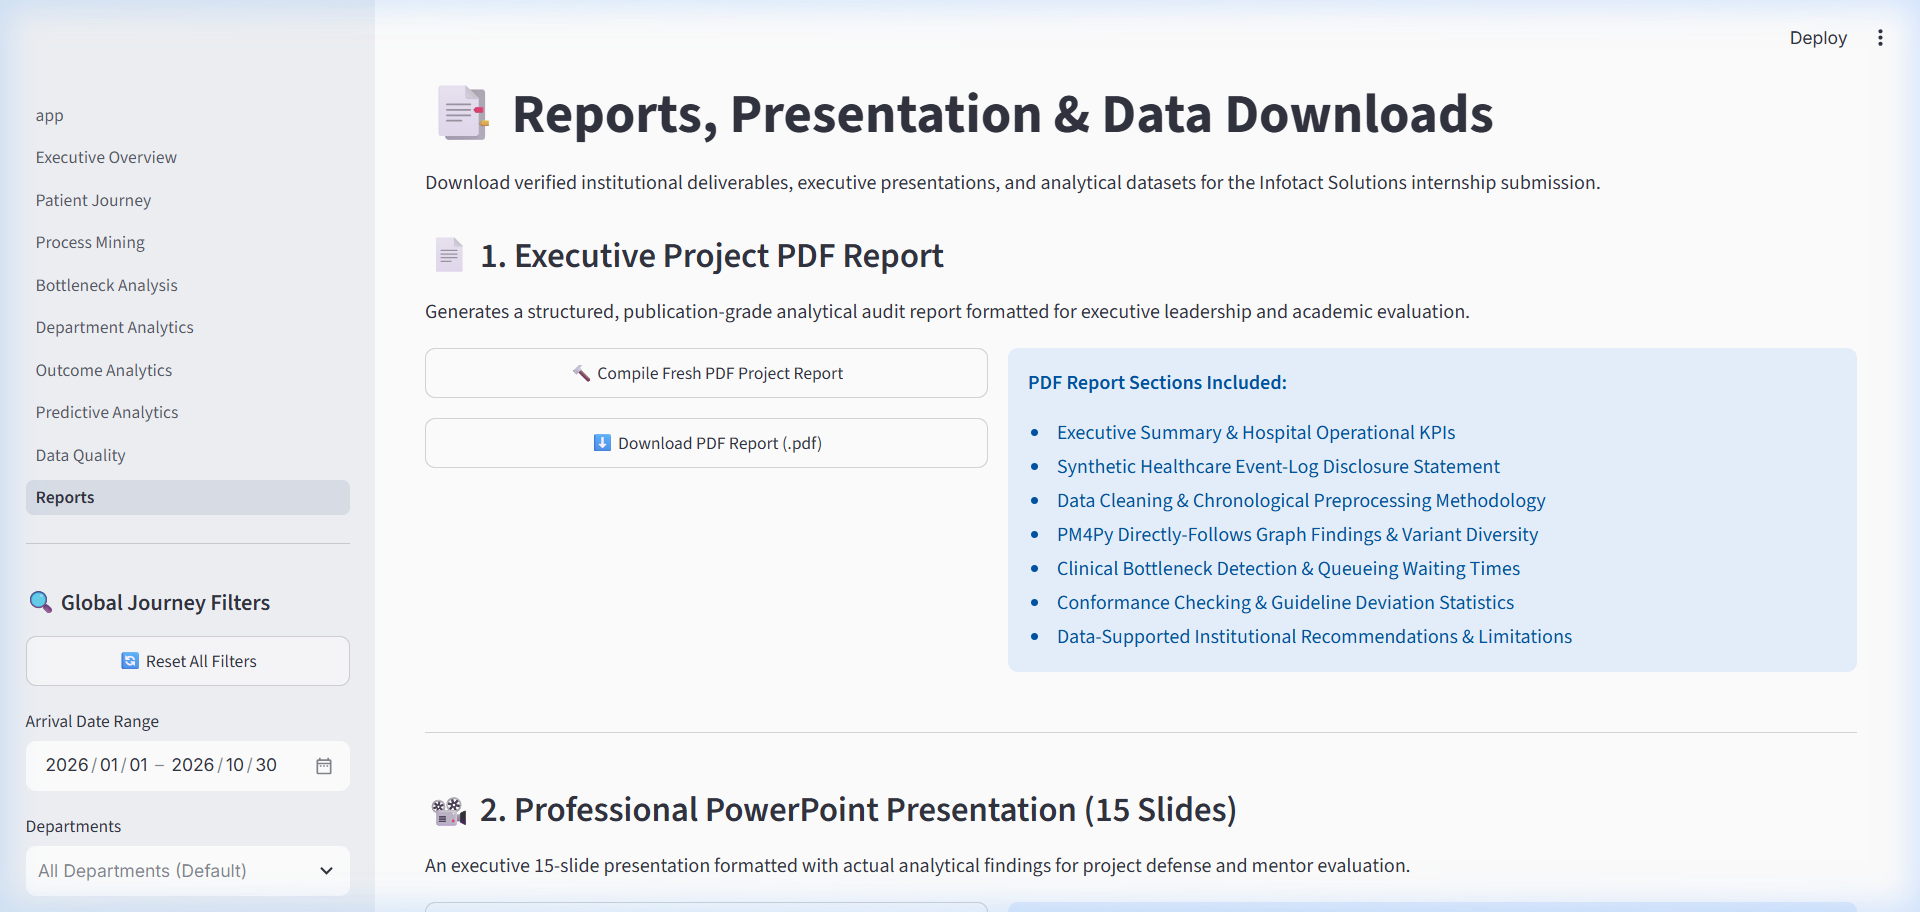 Deploy
app
Executive Overview
Patient Journey
Process Mining
Bottleneck Analysis
Department Analytics
Outcome Analytics
Predictive Analytics
Data Quality
Reports
Global Journey Filters
Reset All Filters
Arrival Date Range
2026/01/01 – 2026/10/30
Departments
All Departments (Default)
Reports, Presentation & Data Downloads
Download verified institutional deliverables, executive presentations, and analytical datasets for the Infotact Solutions internship submission.
1. Executive Project PDF Report
Generates a structured, publication-grade analytical audit report formatted for executive leadership and academic evaluation.
Compile Fresh PDF Project Report
Download PDF Report (.pdf)
PDF Report Sections Included:
• Executive Summary & Hospital Operational KPIs
• Synthetic Healthcare Event-Log Disclosure Statement
• Data Cleaning & Chronological Preprocessing Methodology
• PM4Py Directly-Follows Graph Findings & Variant Diversity
• Clinical Bottleneck Detection & Queueing Waiting Times
• Conformance Checking & Guideline Deviation Statistics
• Data-Supported Institutional Recommendations & Limitations
2. Professional PowerPoint Presentation (15 Slides)
An executive 15-slide presentation formatted with actual analytical findings for project defense and mentor evaluation.